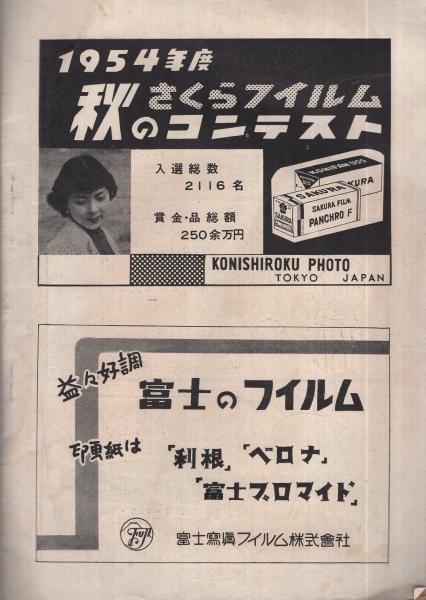 1954年度
秋の
さくらフイルム
コンテスト
入選総数
2116名
賞金・品総額
250余万円
KONIPAN
SAKURA
SAKURA
SAKURA FILM
PANCHRO F
KONISHIROKU PHOTO
TOKYO JAPAN
益々好調
富士のフイルム
印画紙は
「利根」「ベロナ」
「富士ブロマイド」
Fuji
富士寫眞フイルム株式會社